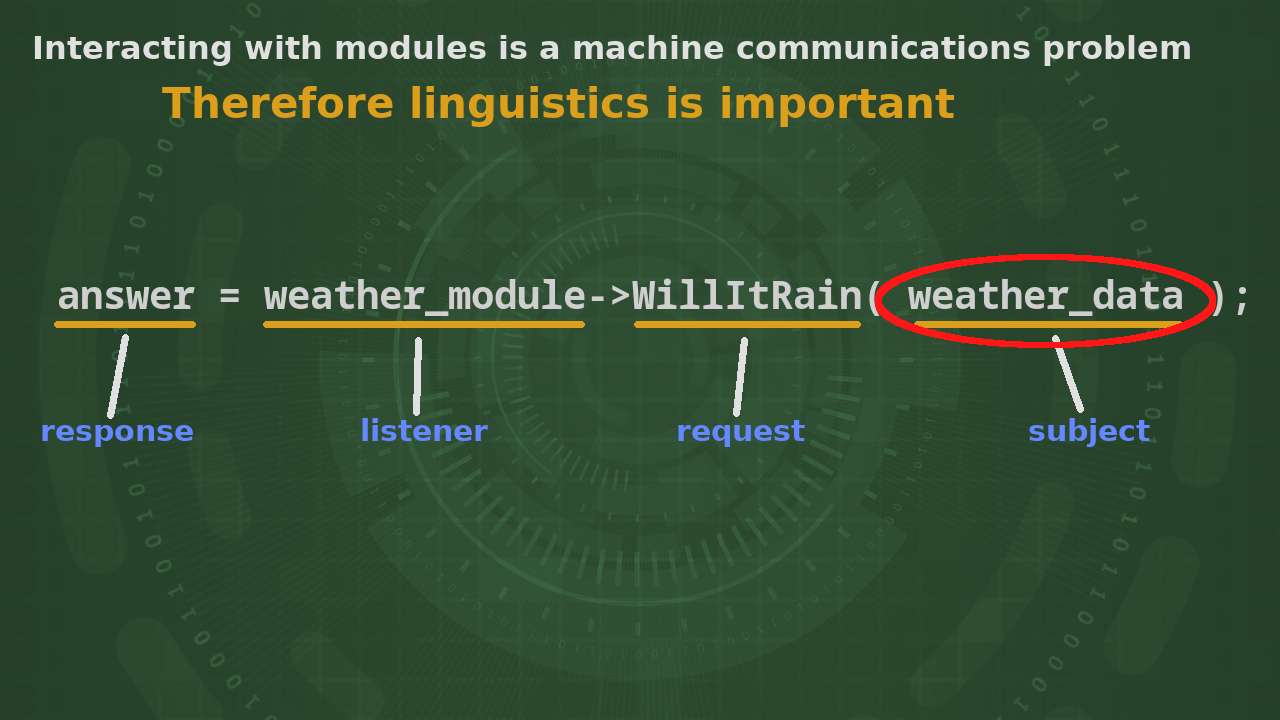 Interacting with modules is a machine communications problem
Therefore linguistics is important
answer = weather_module->WillItRain( weather_data );
response listener request subject